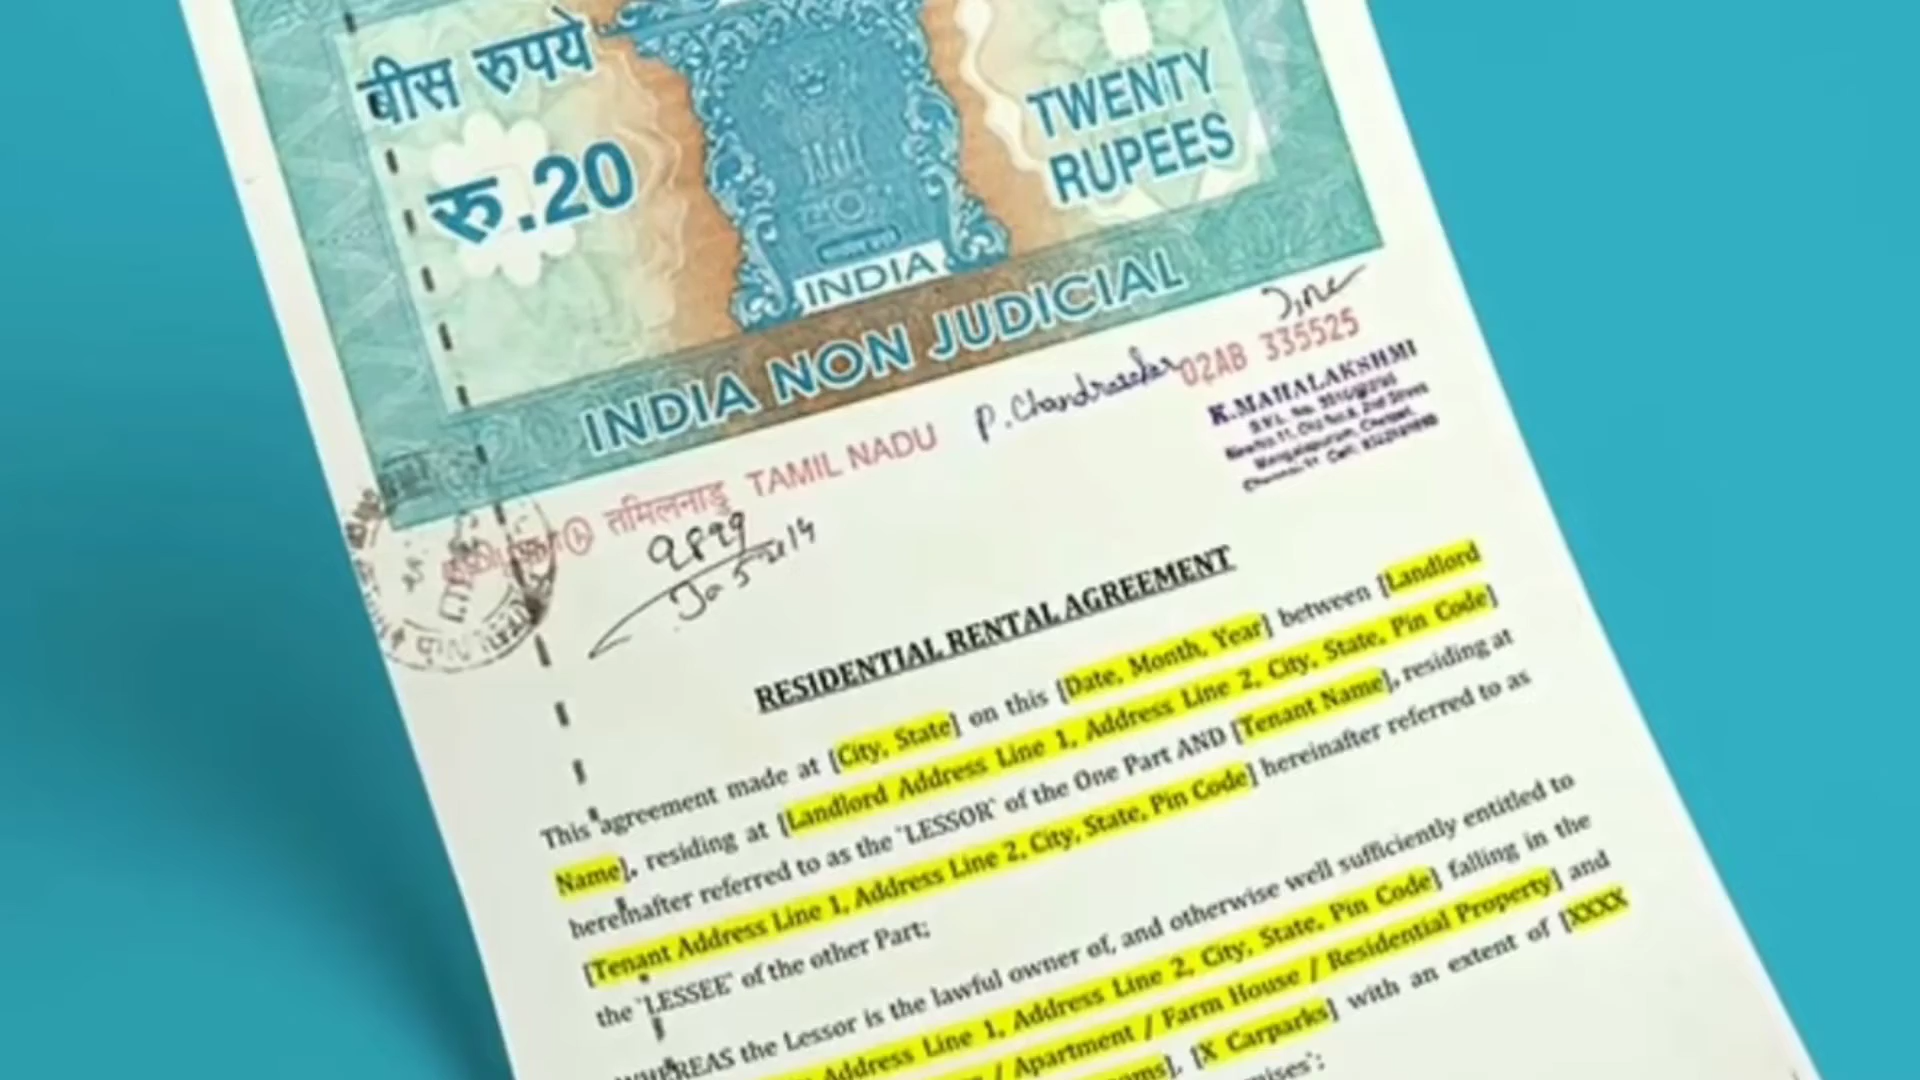 बीस रुपये
रु.20
TWENTY
RUPEES
INDIA
INDIA NON JUDICIAL
तमिलनाडु TAMIL NADU
P. Chandrasekar
02AB 335525
K.MAHALAKSHMI
RESIDENTIAL RENTAL AGREEMENT
This agreement made at [City, State] on this [Date, Month, Year] between [Landlord
Name], residing at [Landlord Address Line 1, Address Line 2, City, State, Pin Code]
hereinafter referred to as the `LESSOR` of the One Part AND [Tenant Name], residing at
[Tenant Address Line 1, Address Line 2, City, State, Pin Code] hereinafter referred to as
the `LESSEE` of the other Part;
WHEREAS the Lessor is the lawful owner of, and otherwise well sufficiently entitled to
Address Line 1, Address Line 2, City, State, Pin Code] falling in the
/ Apartment / Farm House / Residential Property] and
[X Carparks] with an extent of [XXXX